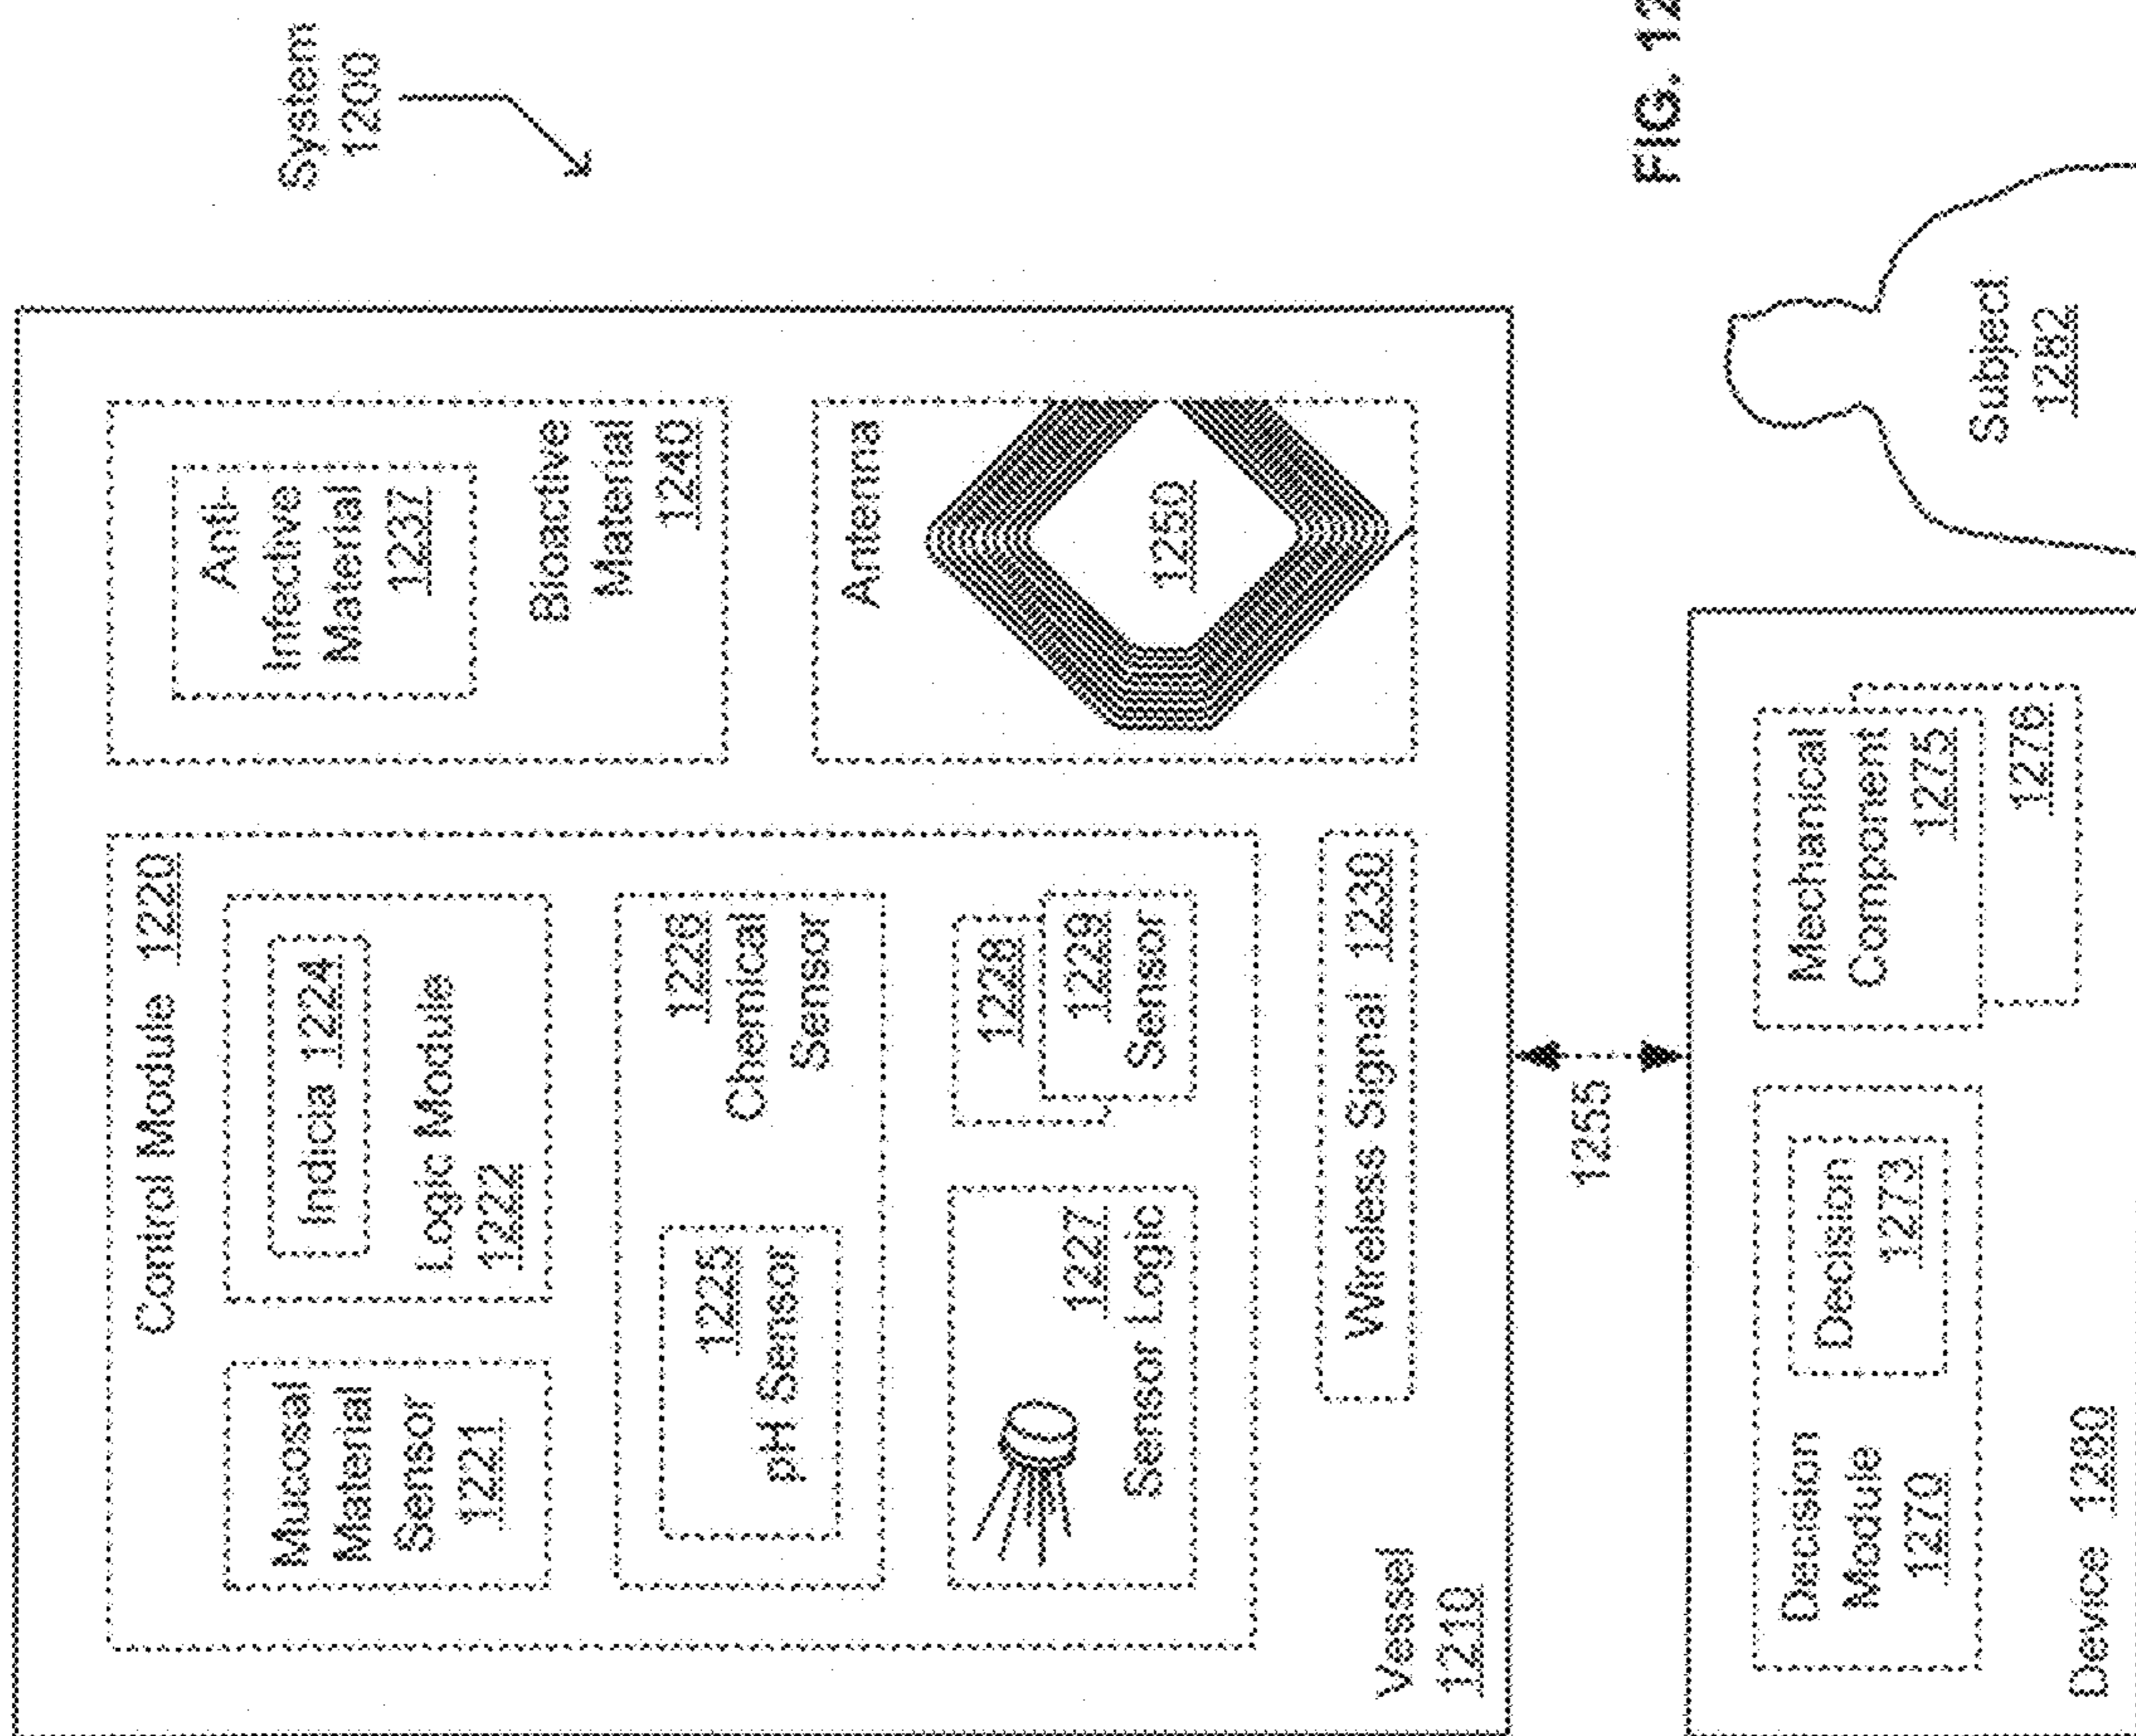 System
1200
Control Module 1220
Mucosal
Material
Sensor
1221
Indicia 1224
Logic Module
1222
Anti-
Infective
Material
1237
Bioactive
Material
1240
1226
Chemical
Sensor
1225
pH Sensor
1227
Sensor Logic
1228
1229
Sensor
Antenna
1250
Wireless Signal 1230
Vessel
1210
1255
Decision
Module
1270
Decision
1273
Mechanical
Component
1275
1276
Device 1280
Subject
1282
FIG. 12